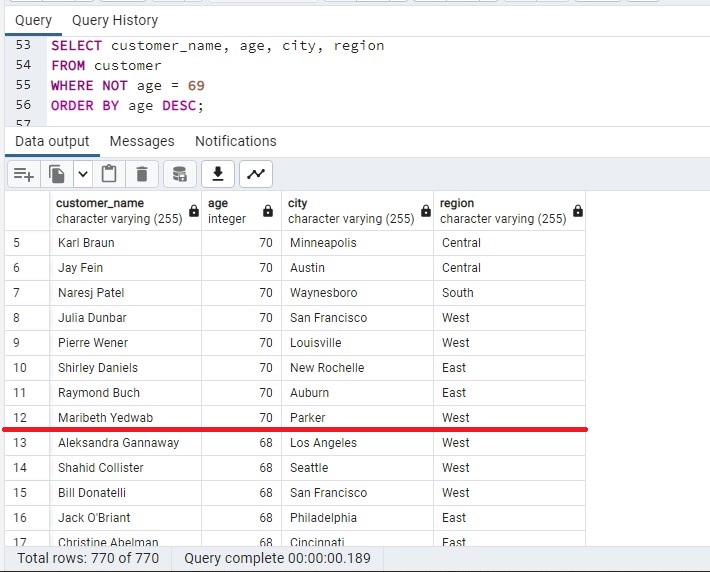 Query Query History
53 SELECT customer_name, age, city, region
54 FROM customer
55 WHERE NOT age = 69
56 ORDER BY age DESC;
57
Data output Messages Notifications
customer_name age city region
character varying (255) integer character varying (255) character varying (255)
5 Karl Braun 70 Minneapolis Central
6 Jay Fein 70 Austin Central
7 Naresj Patel 70 Waynesboro South
8 Julia Dunbar 70 San Francisco West
9 Pierre Wener 70 Louisville West
10 Shirley Daniels 70 New Rochelle East
11 Raymond Buch 70 Auburn East
12 Maribeth Yedwab 70 Parker West
13 Aleksandra Gannaway 68 Los Angeles West
14 Shahid Collister 68 Seattle West
15 Bill Donatelli 68 San Francisco West
16 Jack O'Briant 68 Philadelphia East
17 Christine Abelman 68 Cincinnati East
Total rows: 770 of 770 Query complete 00:00:00.189